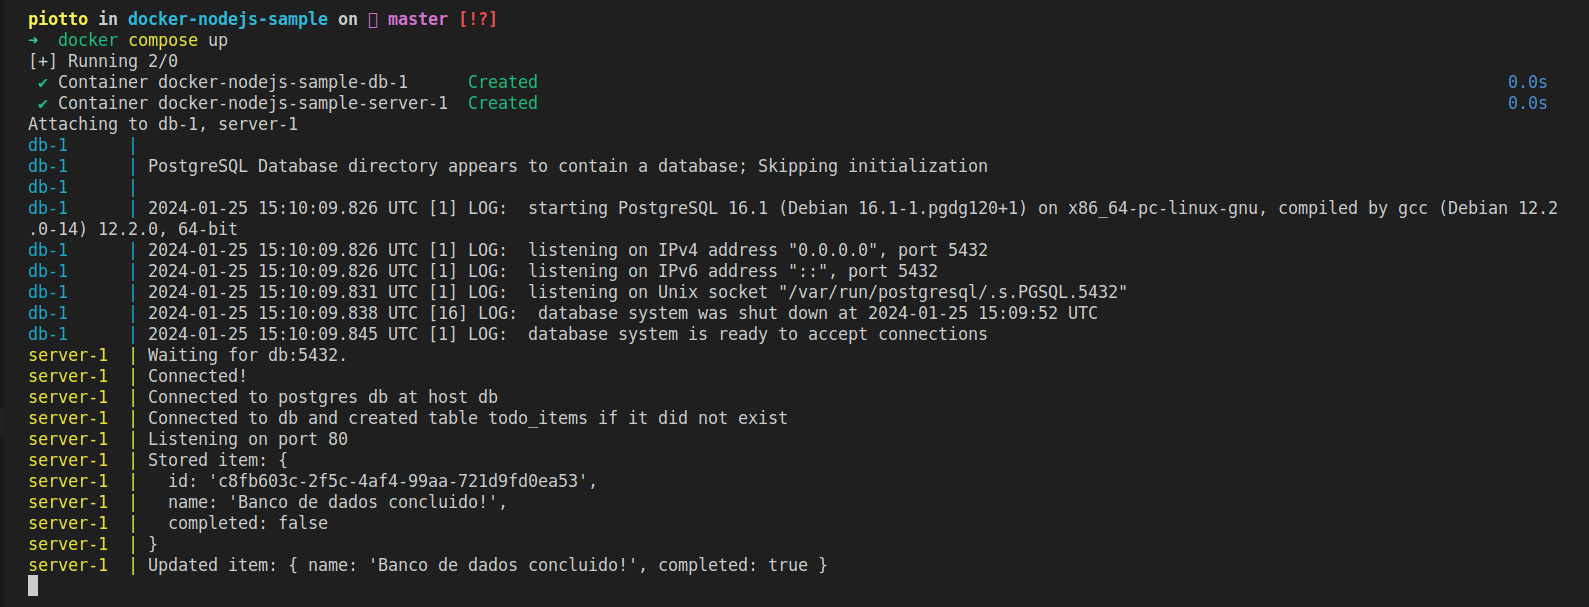 piotto in docker-nodejs-sample on master [!?]
➜ docker compose up
[+] Running 2/0
✔ Container docker-nodejs-sample-db-1 Created 0.0s
✔ Container docker-nodejs-sample-server-1 Created 0.0s
Attaching to db-1, server-1
db-1 |
db-1 | PostgreSQL Database directory appears to contain a database; Skipping initialization
db-1 |
db-1 | 2024-01-25 15:10:09.826 UTC [1] LOG: starting PostgreSQL 16.1 (Debian 16.1-1.pgdg120+1) on x86_64-pc-linux-gnu, compiled by gcc (Debian 12.2
.0-14) 12.2.0, 64-bit
db-1 | 2024-01-25 15:10:09.826 UTC [1] LOG: listening on IPv4 address "0.0.0.0", port 5432
db-1 | 2024-01-25 15:10:09.826 UTC [1] LOG: listening on IPv6 address "::", port 5432
db-1 | 2024-01-25 15:10:09.831 UTC [1] LOG: listening on Unix socket "/var/run/postgresql/.s.PGSQL.5432"
db-1 | 2024-01-25 15:10:09.838 UTC [16] LOG: database system was shut down at 2024-01-25 15:09:52 UTC
db-1 | 2024-01-25 15:10:09.845 UTC [1] LOG: database system is ready to accept connections
server-1 | Waiting for db:5432.
server-1 | Connected!
server-1 | Connected to postgres db at host db
server-1 | Connected to db and created table todo_items if it did not exist
server-1 | Listening on port 80
server-1 | Stored item: {
server-1 | id: 'c8fb603c-2f5c-4af4-99aa-721d9fd0ea53',
server-1 | name: 'Banco de dados concluido!',
server-1 | completed: false
server-1 | }
server-1 | Updated item: { name: 'Banco de dados concluido!', completed: true }